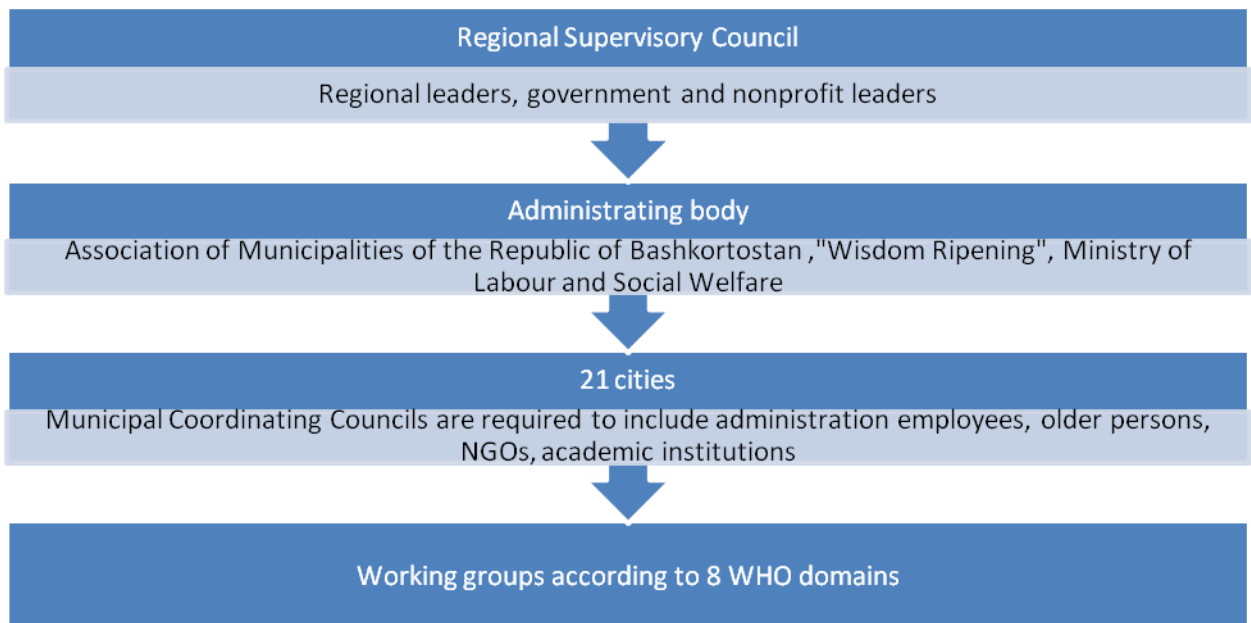 Regional Supervisory Council
Regional leaders, government and nonprofit leaders
Administrating body
Association of Municipalities of the Republic of Bashkortostan ,"Wisdom Ripening", Ministry of
Labour and Social Welfare
21 cities
Municipal Coordinating Councils are required to include administration employees, older persons,
NGOs, academic institutions
Working groups according to 8 WHO domains